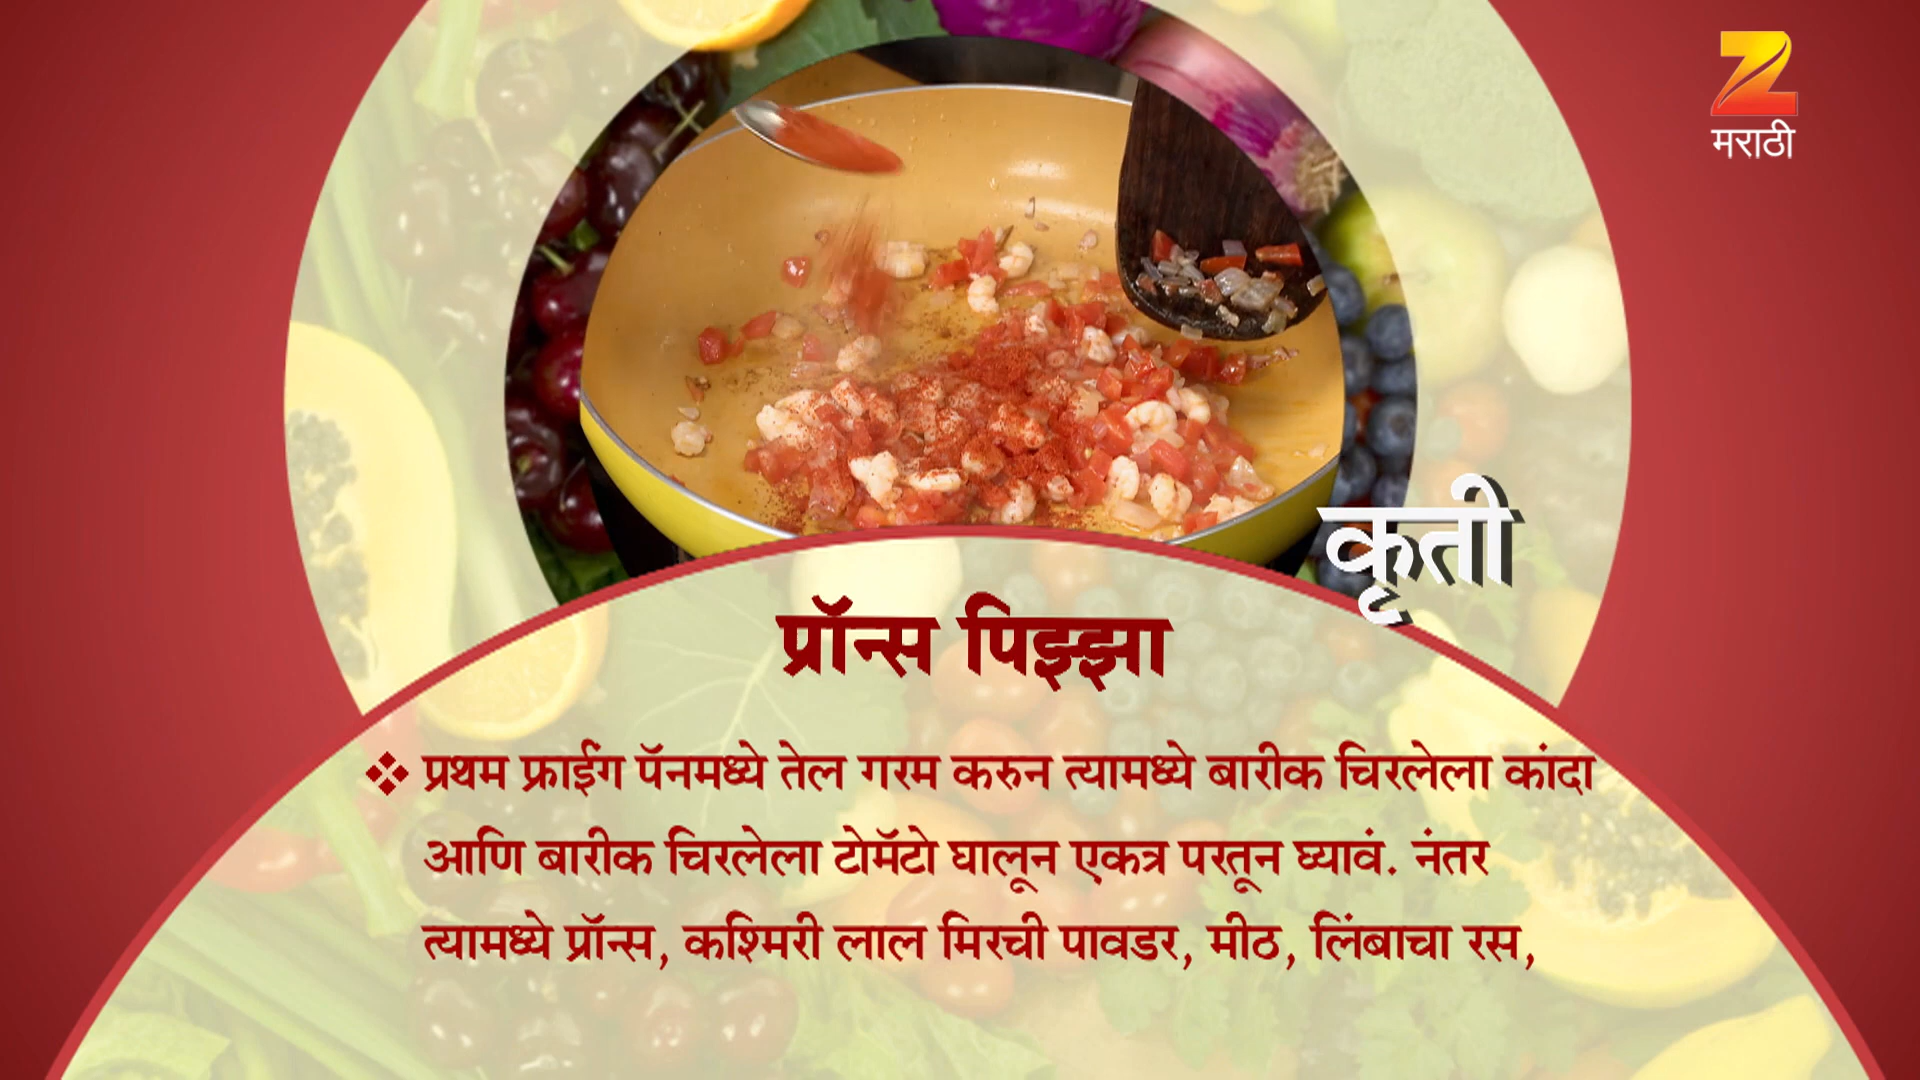 मराठी
कृती
प्रॉन्स पिझ्झा
❖ प्रथम फ्राईंग पॅनमध्ये तेल गरम करुन त्यामध्ये बारीक चिरलेला कांदा
आणि बारीक चिरलेला टोमॅटो घालून एकत्र परतून घ्यावं. नंतर
त्यामध्ये प्रॉन्स, कश्मिरी लाल मिरची पावडर, मीठ, लिंबाचा रस,